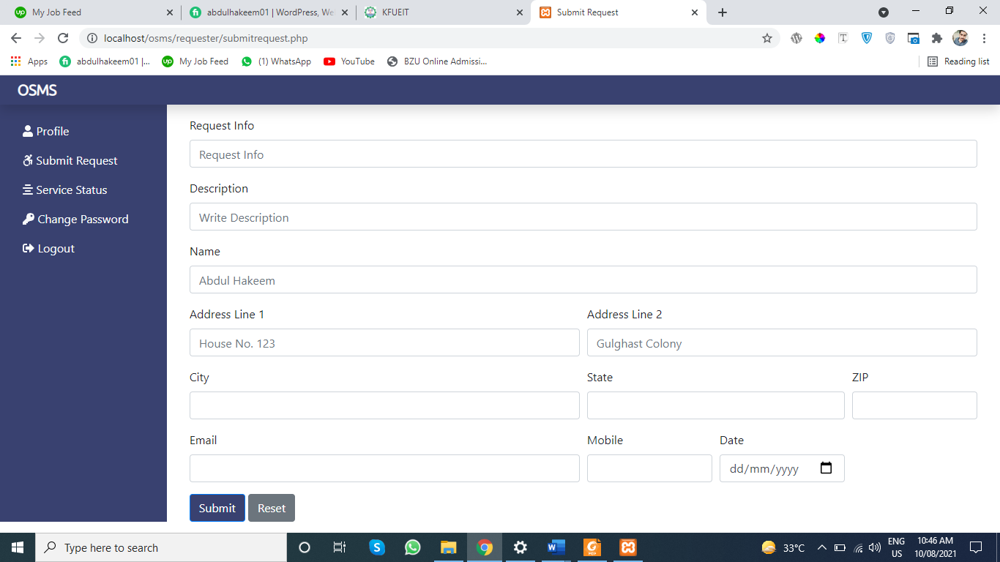 My Job Feed
abdulhakeem01 | WordPress, We
KFUEIT
Submit Request
localhost/osms/requester/submitrequest.php
Apps
abdulhakeem01 |...
My Job Feed
(1) WhatsApp
YouTube
BZU Online Admissi...
Reading list
OSMS
Profile
Submit Request
Service Status
Change Password
Logout
Request Info
Request Info
Description
Write Description
Name
Abdul Hakeem
Address Line 1 Address Line 2
House No. 123 Gulghast Colony
City State ZIP
Email Mobile Date
dd/mm/yyyy
Submit Reset
Type here to search
33°C
ENG
US
10:46 AM
10/08/2021